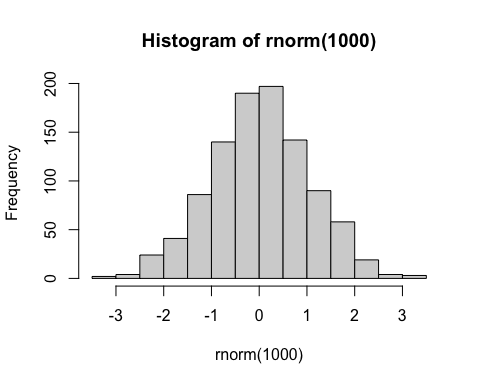 Histogram of rnorm(1000)
Frequency
200
150
100
50
0
-3 -2 -1 0 1 2 3
rnorm(1000)